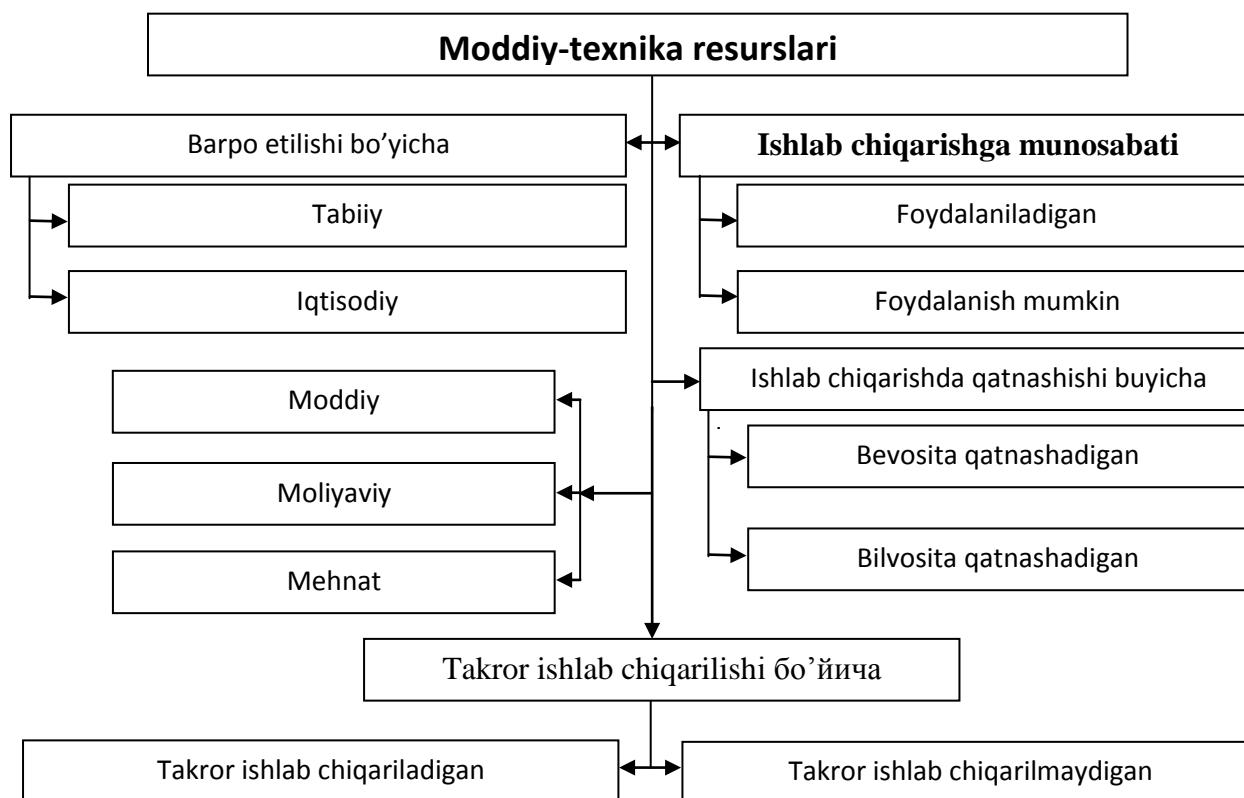 Moddiy-texnika resurslari
Barpo etilishi bo’yicha
Ishlab chiqarishga munosabati
Tabiiy
Foydalaniladigan
Iqtisodiy
Foydalanish mumkin
Ishlab chiqarishda qatnashishi buyicha
Moddiy
Bevosita qatnashadigan
Moliyaviy
Bilvosita qatnashadigan
Mehnat
Takror ishlab chiqarilishi бo’йича
Takror ishlab chiqariladigan
Takror ishlab chiqarilmaydigan